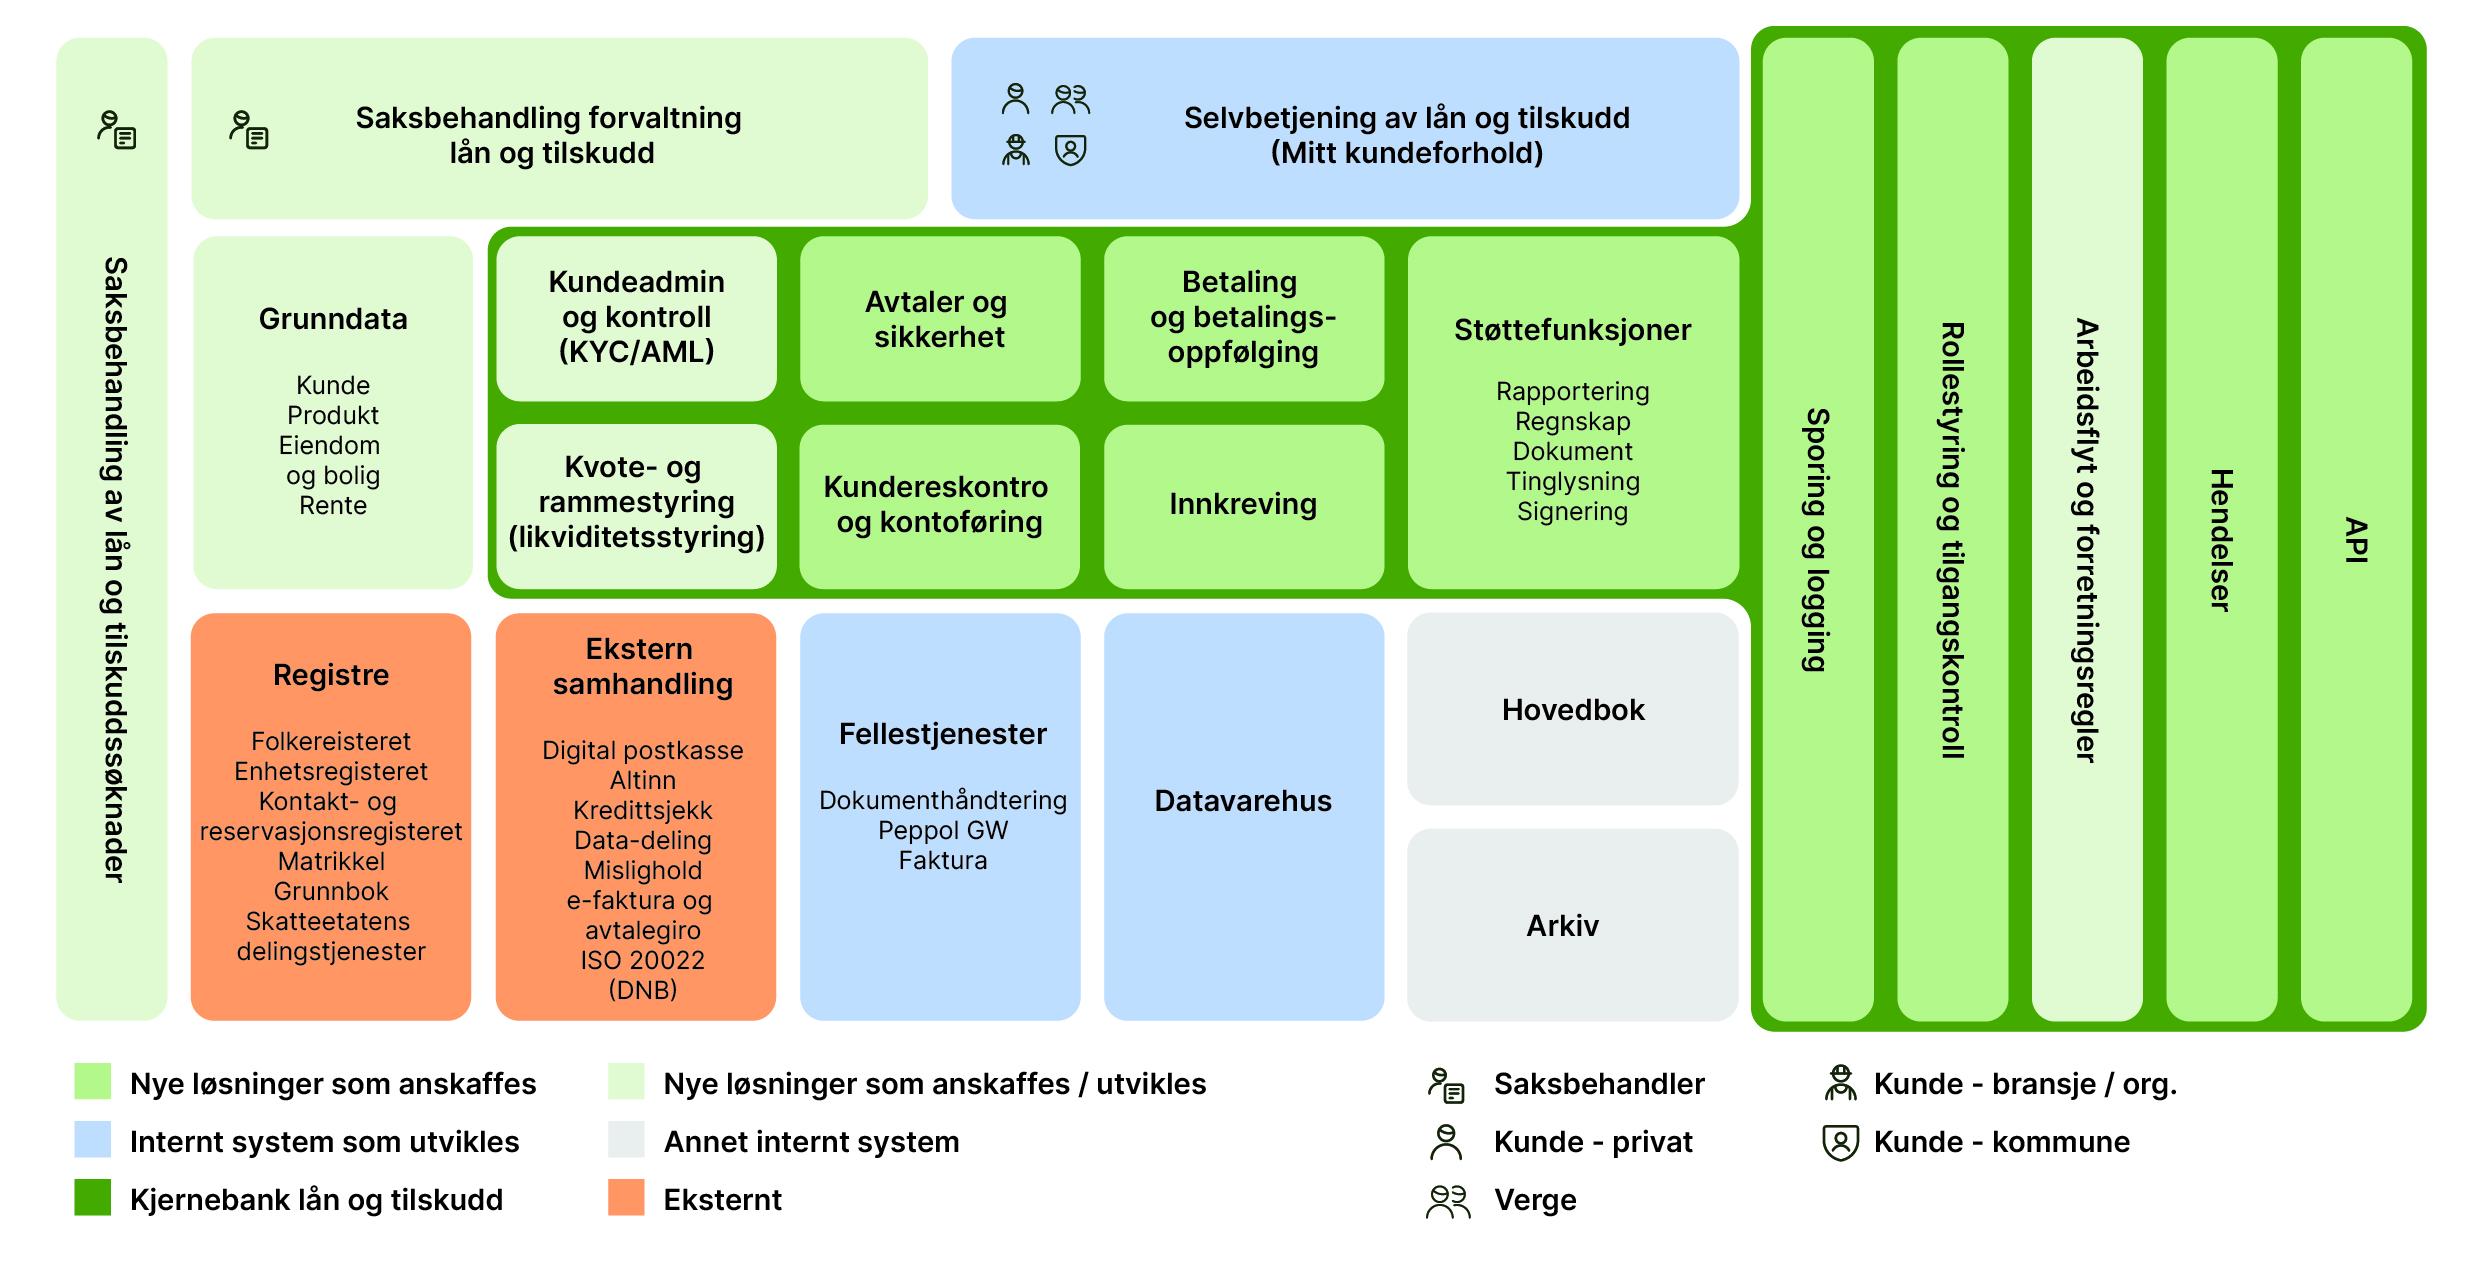 Saksbehandling av lån og tilskuddssøknader
Saksbehandling forvaltning
lån og tilskudd
Selvbetjening av lån og tilskudd
(Mitt kundeforhold)
Grunndata
Kunde
Produkt
Eiendom
og bolig
Rente
Kundeadmin
og kontroll
(KYC/AML)
Avtaler og
sikkerhet
Betaling
og betalings-
oppfølging
Støttefunksjoner
Rapportering
Regnskap
Dokument
Tinglysning
Signering
Kvote- og
rammestyring
(likviditetsstyring)
Kundereskontro
og kontoføring
Innkreving
Registre
Folkereisteret
Enhetsregisteret
Kontakt- og
reservasjonsregisteret
Matrikkel
Grunnbok
Skatteetatens
delingstjenester
Ekstern
samhandling
Digital postkasse
Altinn
Kredittsjekk
Data-deling
Mislighold
e-faktura og
avtalegiro
ISO 20022
(DNB)
Fellestjenester
Dokumenthåndtering
Peppol GW
Faktura
Datavarehus
Hovedbok
Arkiv
Sporing og logging
Rollestyring og tilgangskontroll
Arbeidsflyt og forretningsregler
Hendelser
API
Nye løsninger som anskaffes
Internt system som utvikles
Kjernebank lån og tilskudd
Nye løsninger som anskaffes / utvikles
Annet internt system
Eksternt
Saksbehandler
Kunde - privat
Verge
Kunde - bransje / org.
Kunde - kommune